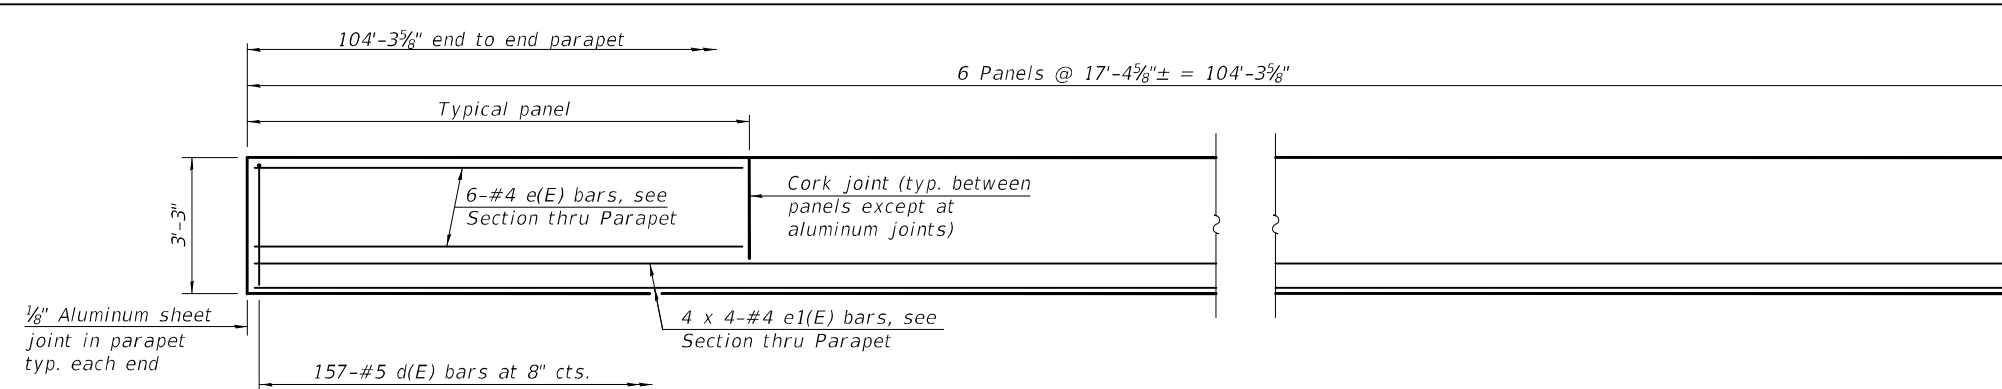 104'-3⅝" end to end parapet
6 Panels @ 17'-4⅝"± = 104'-3⅝"
Typical panel
3'-3"
6-#4 e(E) bars, see
Section thru Parapet
Cork joint (typ. between
panels except at
aluminum joints)
⅛" Aluminum sheet
joint in parapet
typ. each end
4 x 4-#4 e1(E) bars, see
Section thru Parapet
157-#5 d(E) bars at 8" cts.